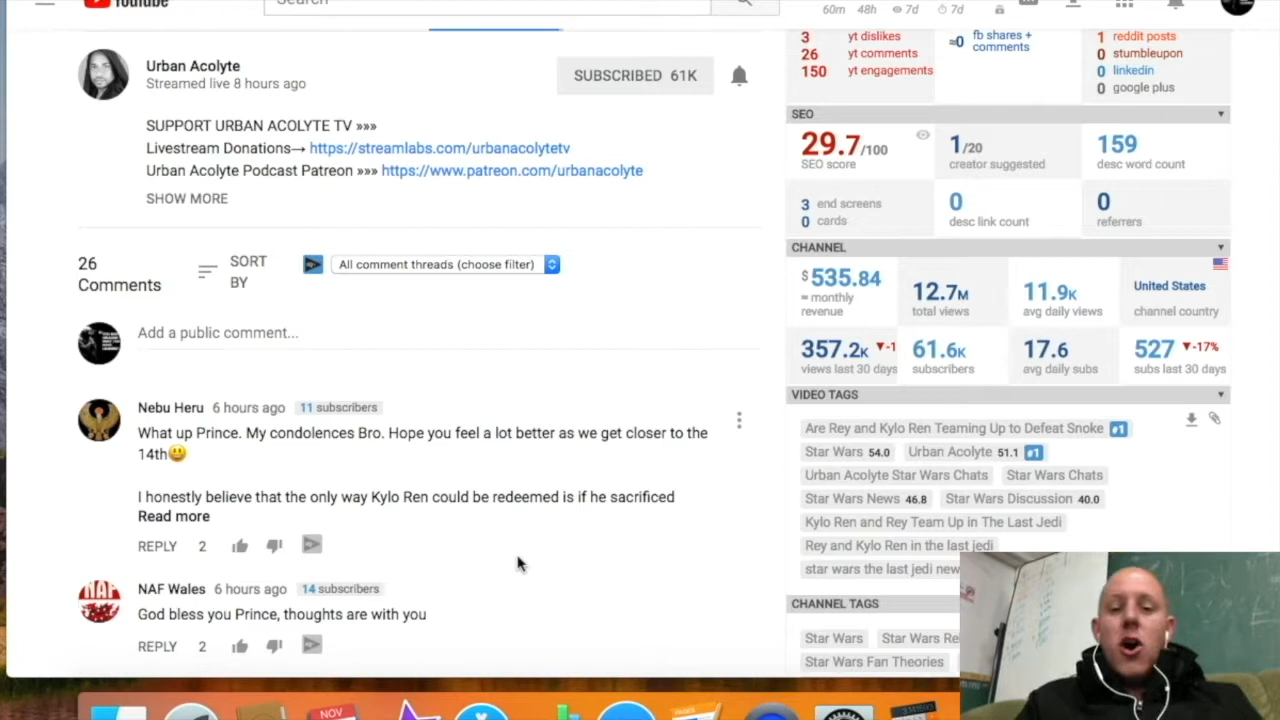 YouTube
Search
60m 48h 7d 7d
Urban Acolyte
Streamed live 8 hours ago
SUBSCRIBED 61K
SUPPORT URBAN ACOLYTE TV »»»
Livestream Donations→ https://streamlabs.com/urbanacolytetv
Urban Acolyte Podcast Patreon »»» https://www.patreon.com/urbanacolyte
SHOW MORE
26
Comments
SORT
BY
All comment threads (choose filter)
Add a public comment...
Nebu Heru 6 hours ago 11 subscribers
What up Prince. My condolences Bro. Hope you feel a lot better as we get closer to the
14th😃
I honestly believe that the only way Kylo Ren could be redeemed is if he sacrificed
Read more
REPLY 2
NAF Wales 6 hours ago 14 subscribers
God bless you Prince, thoughts are with you
REPLY 2
3 yt dislikes
26 yt comments
150 yt engagements
≈0 fb shares +
comments
1 reddit posts
0 stumbleupon
0 linkedin
0 google plus
SEO
29.7/100
SEO score
1/20
creator suggested
159
desc word count
3 end screens
0 cards
0
desc link count
0
referrers
CHANNEL
$535.84
≈ monthly
revenue
12.7M
total views
11.9K
avg daily views
United States
channel country
357.2K ▼-1
views last 30 days
61.6K
subscribers
17.6
avg daily subs
527 ▼-17%
subs last 30 days
VIDEO TAGS
Are Rey and Kylo Ren Teaming Up to Defeat Snoke #1
Star Wars 54.0 Urban Acolyte 51.1 #1
Urban Acolyte Star Wars Chats Star Wars Chats
Star Wars News 46.8 Star Wars Discussion 40.0
Kylo Ren and Rey Team Up in The Last Jedi
Rey and Kylo Ren in the last jedi
star wars the last jedi new
CHANNEL TAGS
Star Wars Star Wars Re
Star Wars Fan Theories
NAF
NOV
PAGES